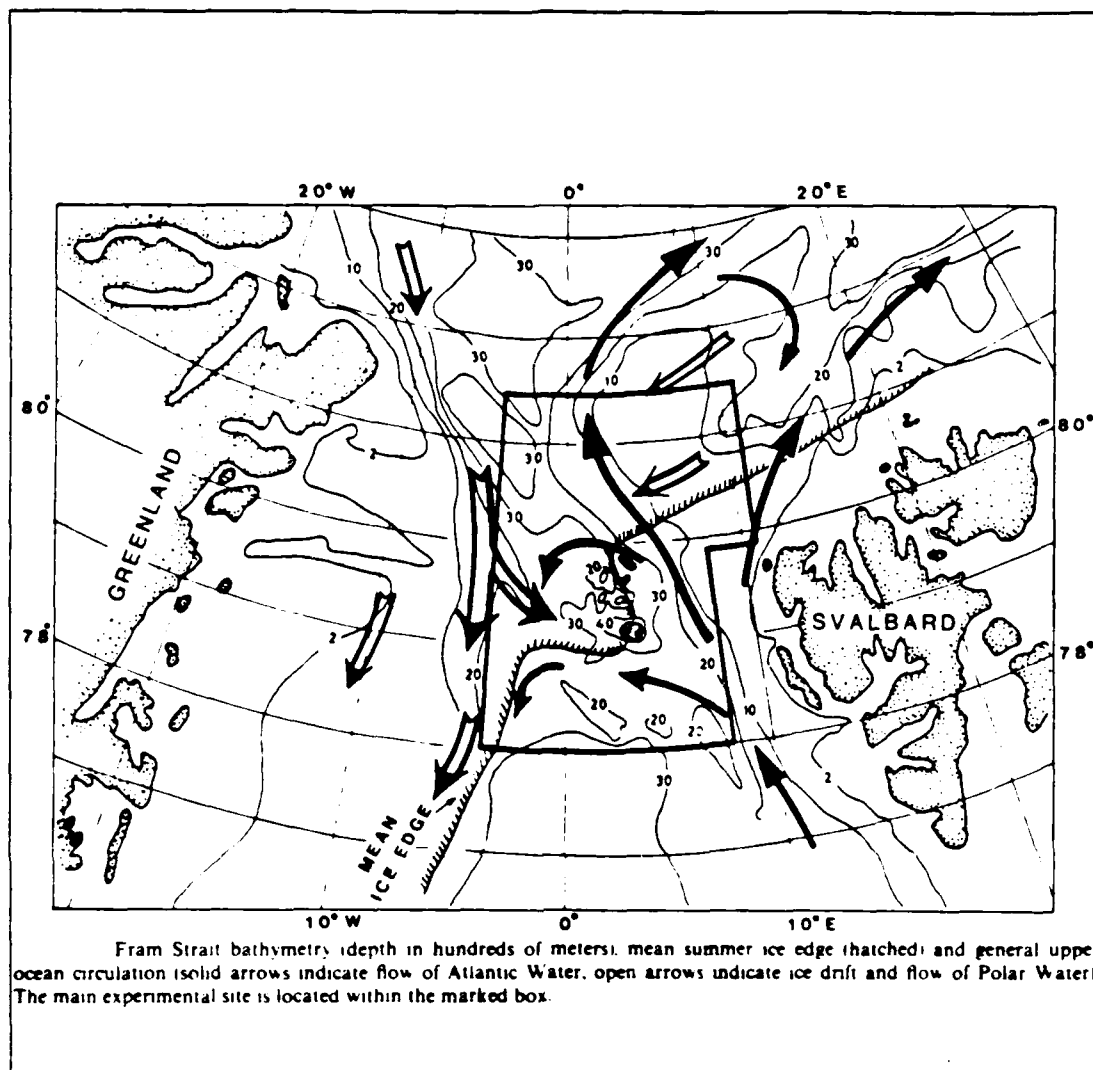 20° W 0° 20° E
10 30 30 10
20
30 10 20 2
80° 2 80°
2
30
GREENLAND
20
30 40 SVALBARD
78° 2 20 20 78°
20 20 20 10
30 2
MEAN
ICE EDGE
10° W 0° 10° E
Fram Strait bathymetry (depth in hundreds of meters), mean summer ice edge (hatched) and general uppe
ocean circulation (solid arrows indicate flow of Atlantic Water, open arrows indicate ice drift and flow of Polar Water)
The main experimental site is located within the marked box.